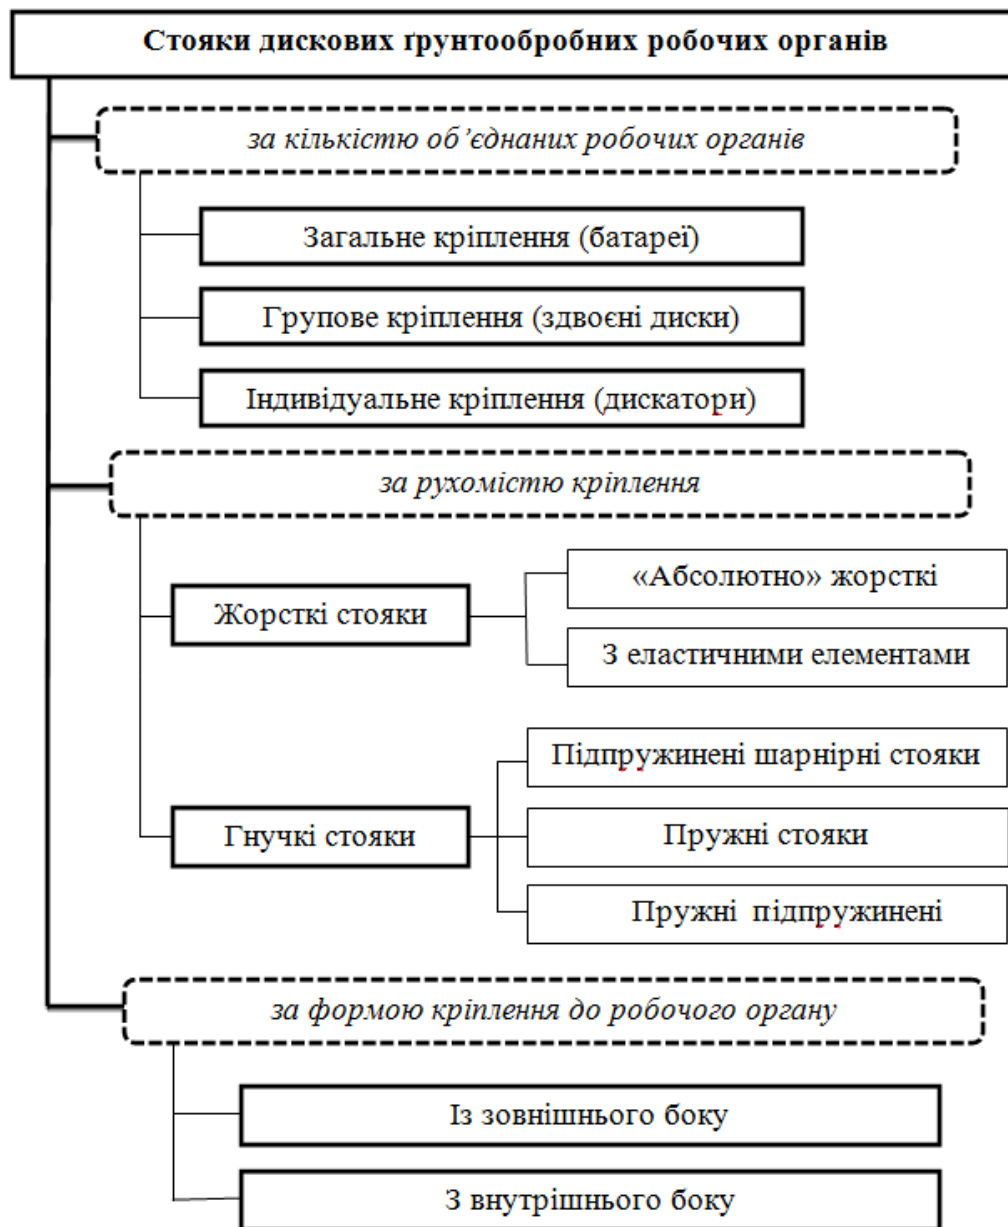 Стояки дискових ґрунтообробних робочих органів
за кількістю об’єднаних робочих органів
Загальне кріплення (батареї)
Групове кріплення (здвоєні диски)
Індивідуальне кріплення (дискатори)
за рухомістю кріплення
Жорсткі стояки
«Абсолютно» жорсткі
З еластичними елементами
Гнучкі стояки
Підпружинені шарнірні стояки
Пружні стояки
Пружні підпружинені
за формою кріплення до робочого органу
Із зовнішнього боку
З внутрішнього боку